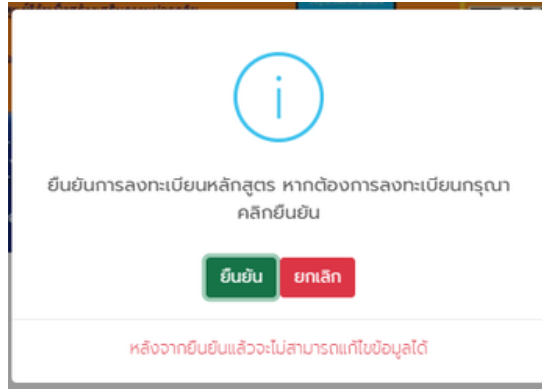 i
ยืนยันการลงทะเบียนหลักสูตร หากต้องการลงทะเบียนกรุณา
คลิกยืนยัน
ยืนยัน ยกเลิก
หลังจากยืนยันแล้วจะไม่สามารถแก้ไขข้อมูลได้